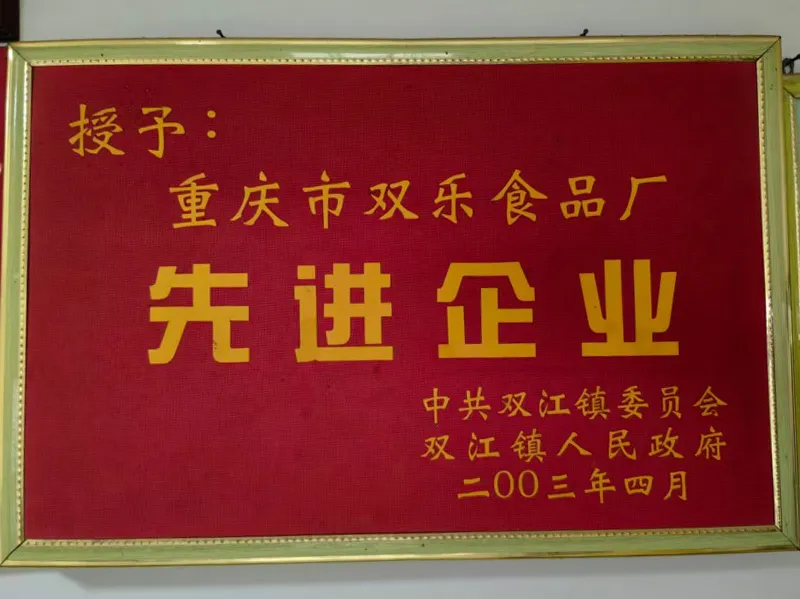 授予：
重庆市双乐食品厂
先进企业
中共双江镇委员会
双江镇人民政府
二00三年四月